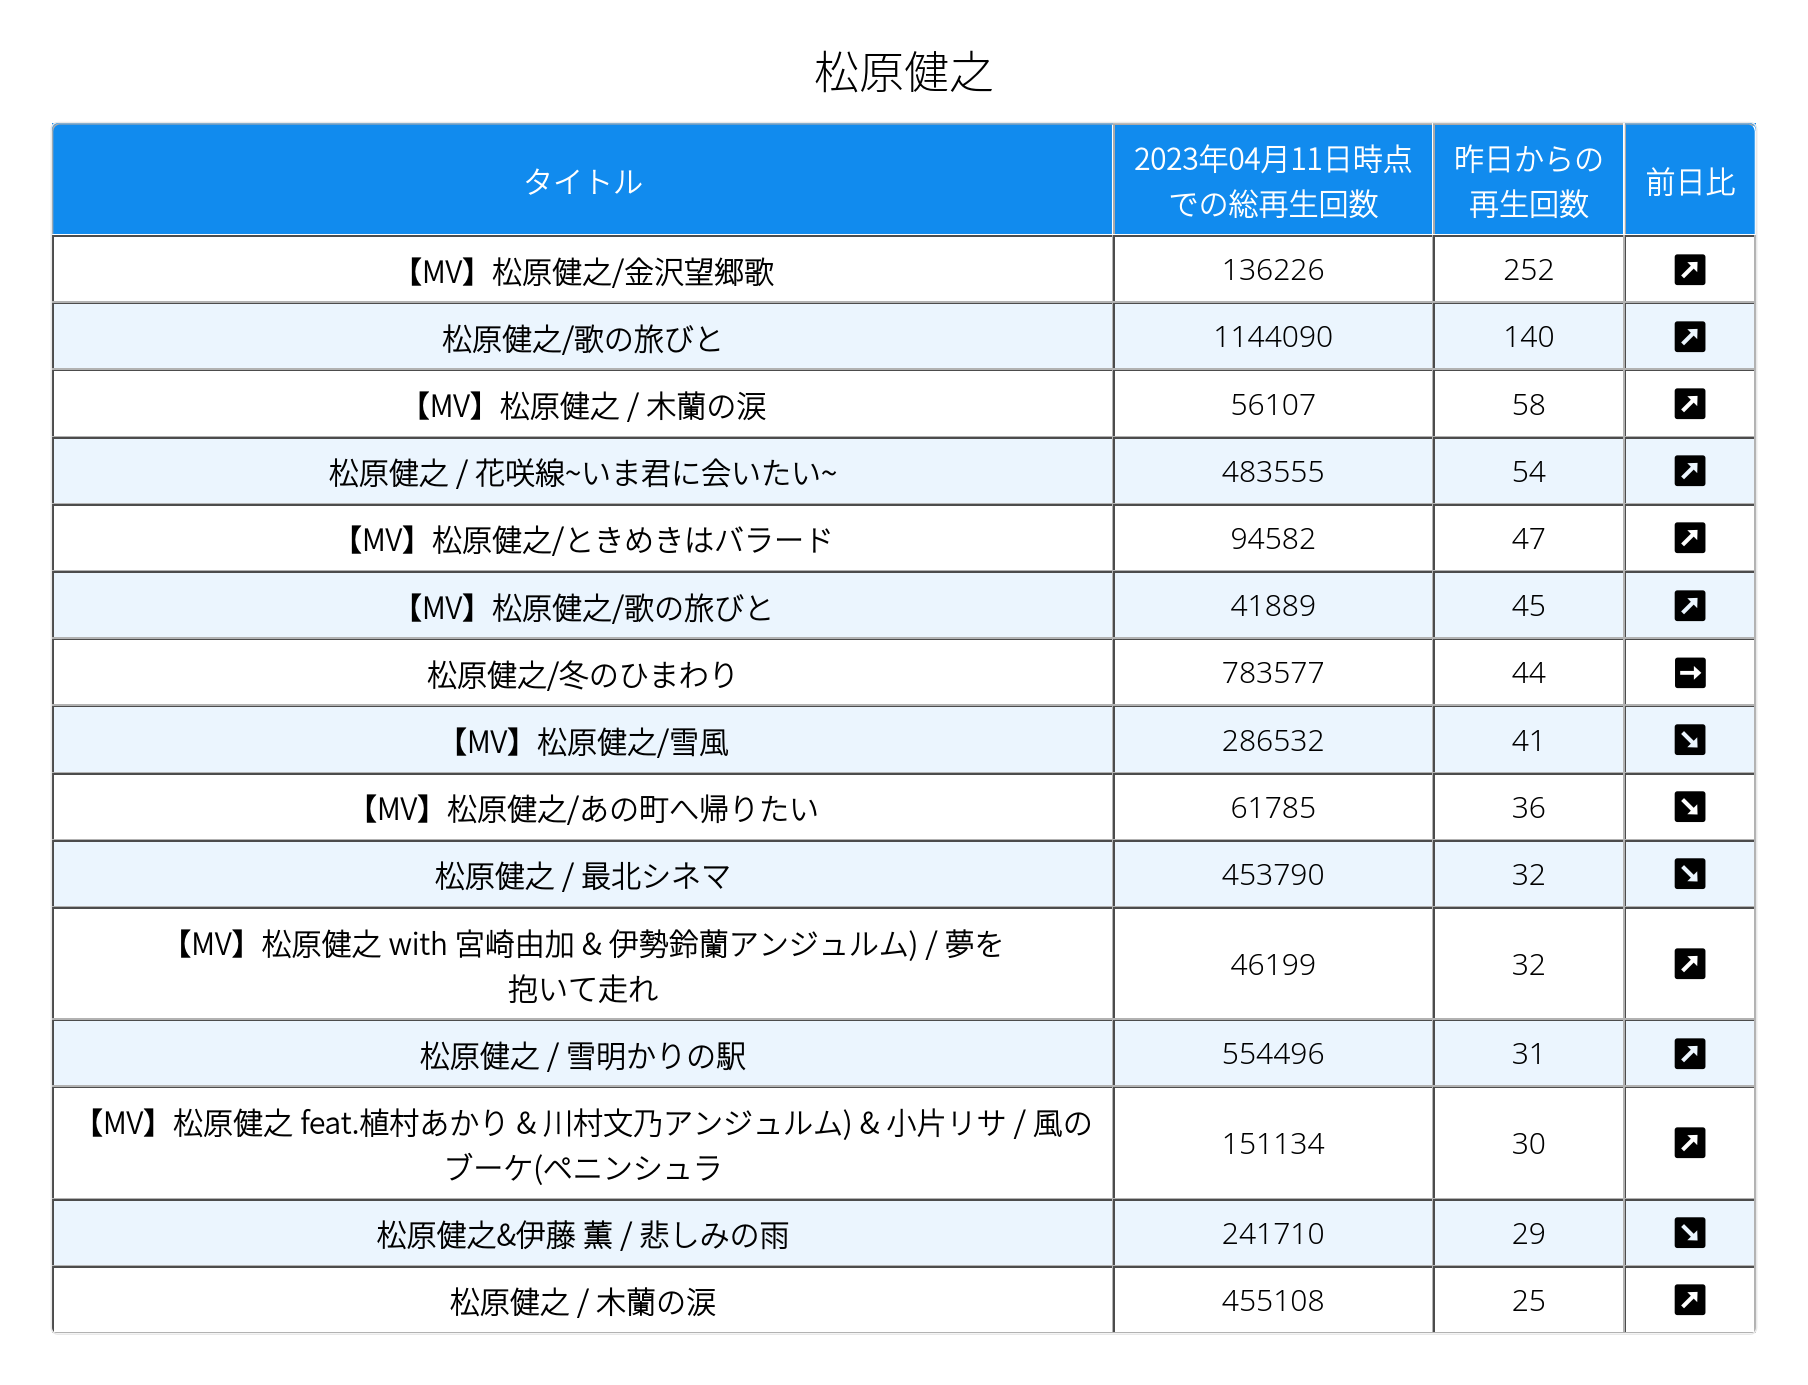 松原健之
タイトル
2023年04月11日時点
での総再生回数
昨日からの
再生回数
前日比
【MV】松原健之/金沢望郷歌 136226 252
松原健之/歌の旅びと 1144090 140
【MV】松原健之 / 木蘭の涙 56107 58
松原健之 / 花咲線~いま君に会いたい~ 483555 54
【MV】松原健之/ときめきはバラード 94582 47
【MV】松原健之/歌の旅びと 41889 45
松原健之/冬のひまわり 783577 44
【MV】松原健之/雪風 286532 41
【MV】松原健之/あの町へ帰りたい 61785 36
松原健之 / 最北シネマ 453790 32
【MV】松原健之 with 宮崎由加 & 伊勢鈴蘭アンジュルム) / 夢を
抱いて走れ 46199 32
松原健之 / 雪明かりの駅 554496 31
【MV】松原健之 feat.植村あかり & 川村文乃アンジュルム) & 小片リサ / 風の
ブーケ(ペニンシュラ 151134 30
松原健之&伊藤 薫 / 悲しみの雨 241710 29
松原健之 / 木蘭の涙 455108 25